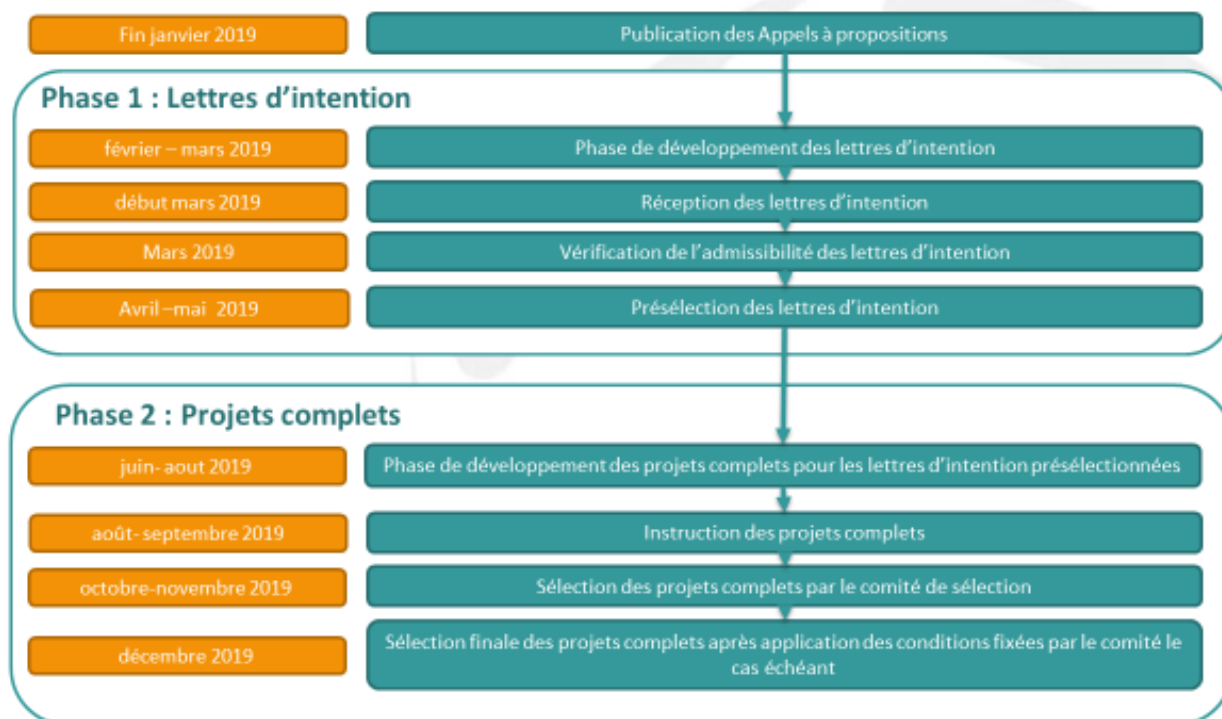 Fin janvier 2019
Publication des Appels à propositions
Phase 1 : Lettres d'intention
février – mars 2019
Phase de développement des lettres d'intention
début mars 2019
Réception des lettres d'intention
Mars 2019
Vérification de l'admissibilité des lettres d'intention
Avril –mai 2019
Présélection des lettres d'intention
Phase 2 : Projets complets
juin- aout 2019
Phase de développement des projets complets pour les lettres d'intention présélectionnées
août- septembre 2019
Instruction des projets complets
octobre-novembre 2019
Sélection des projets complets par le comité de sélection
décembre 2019
Sélection finale des projets complets après application des conditions fixées par le comité le
cas échéant